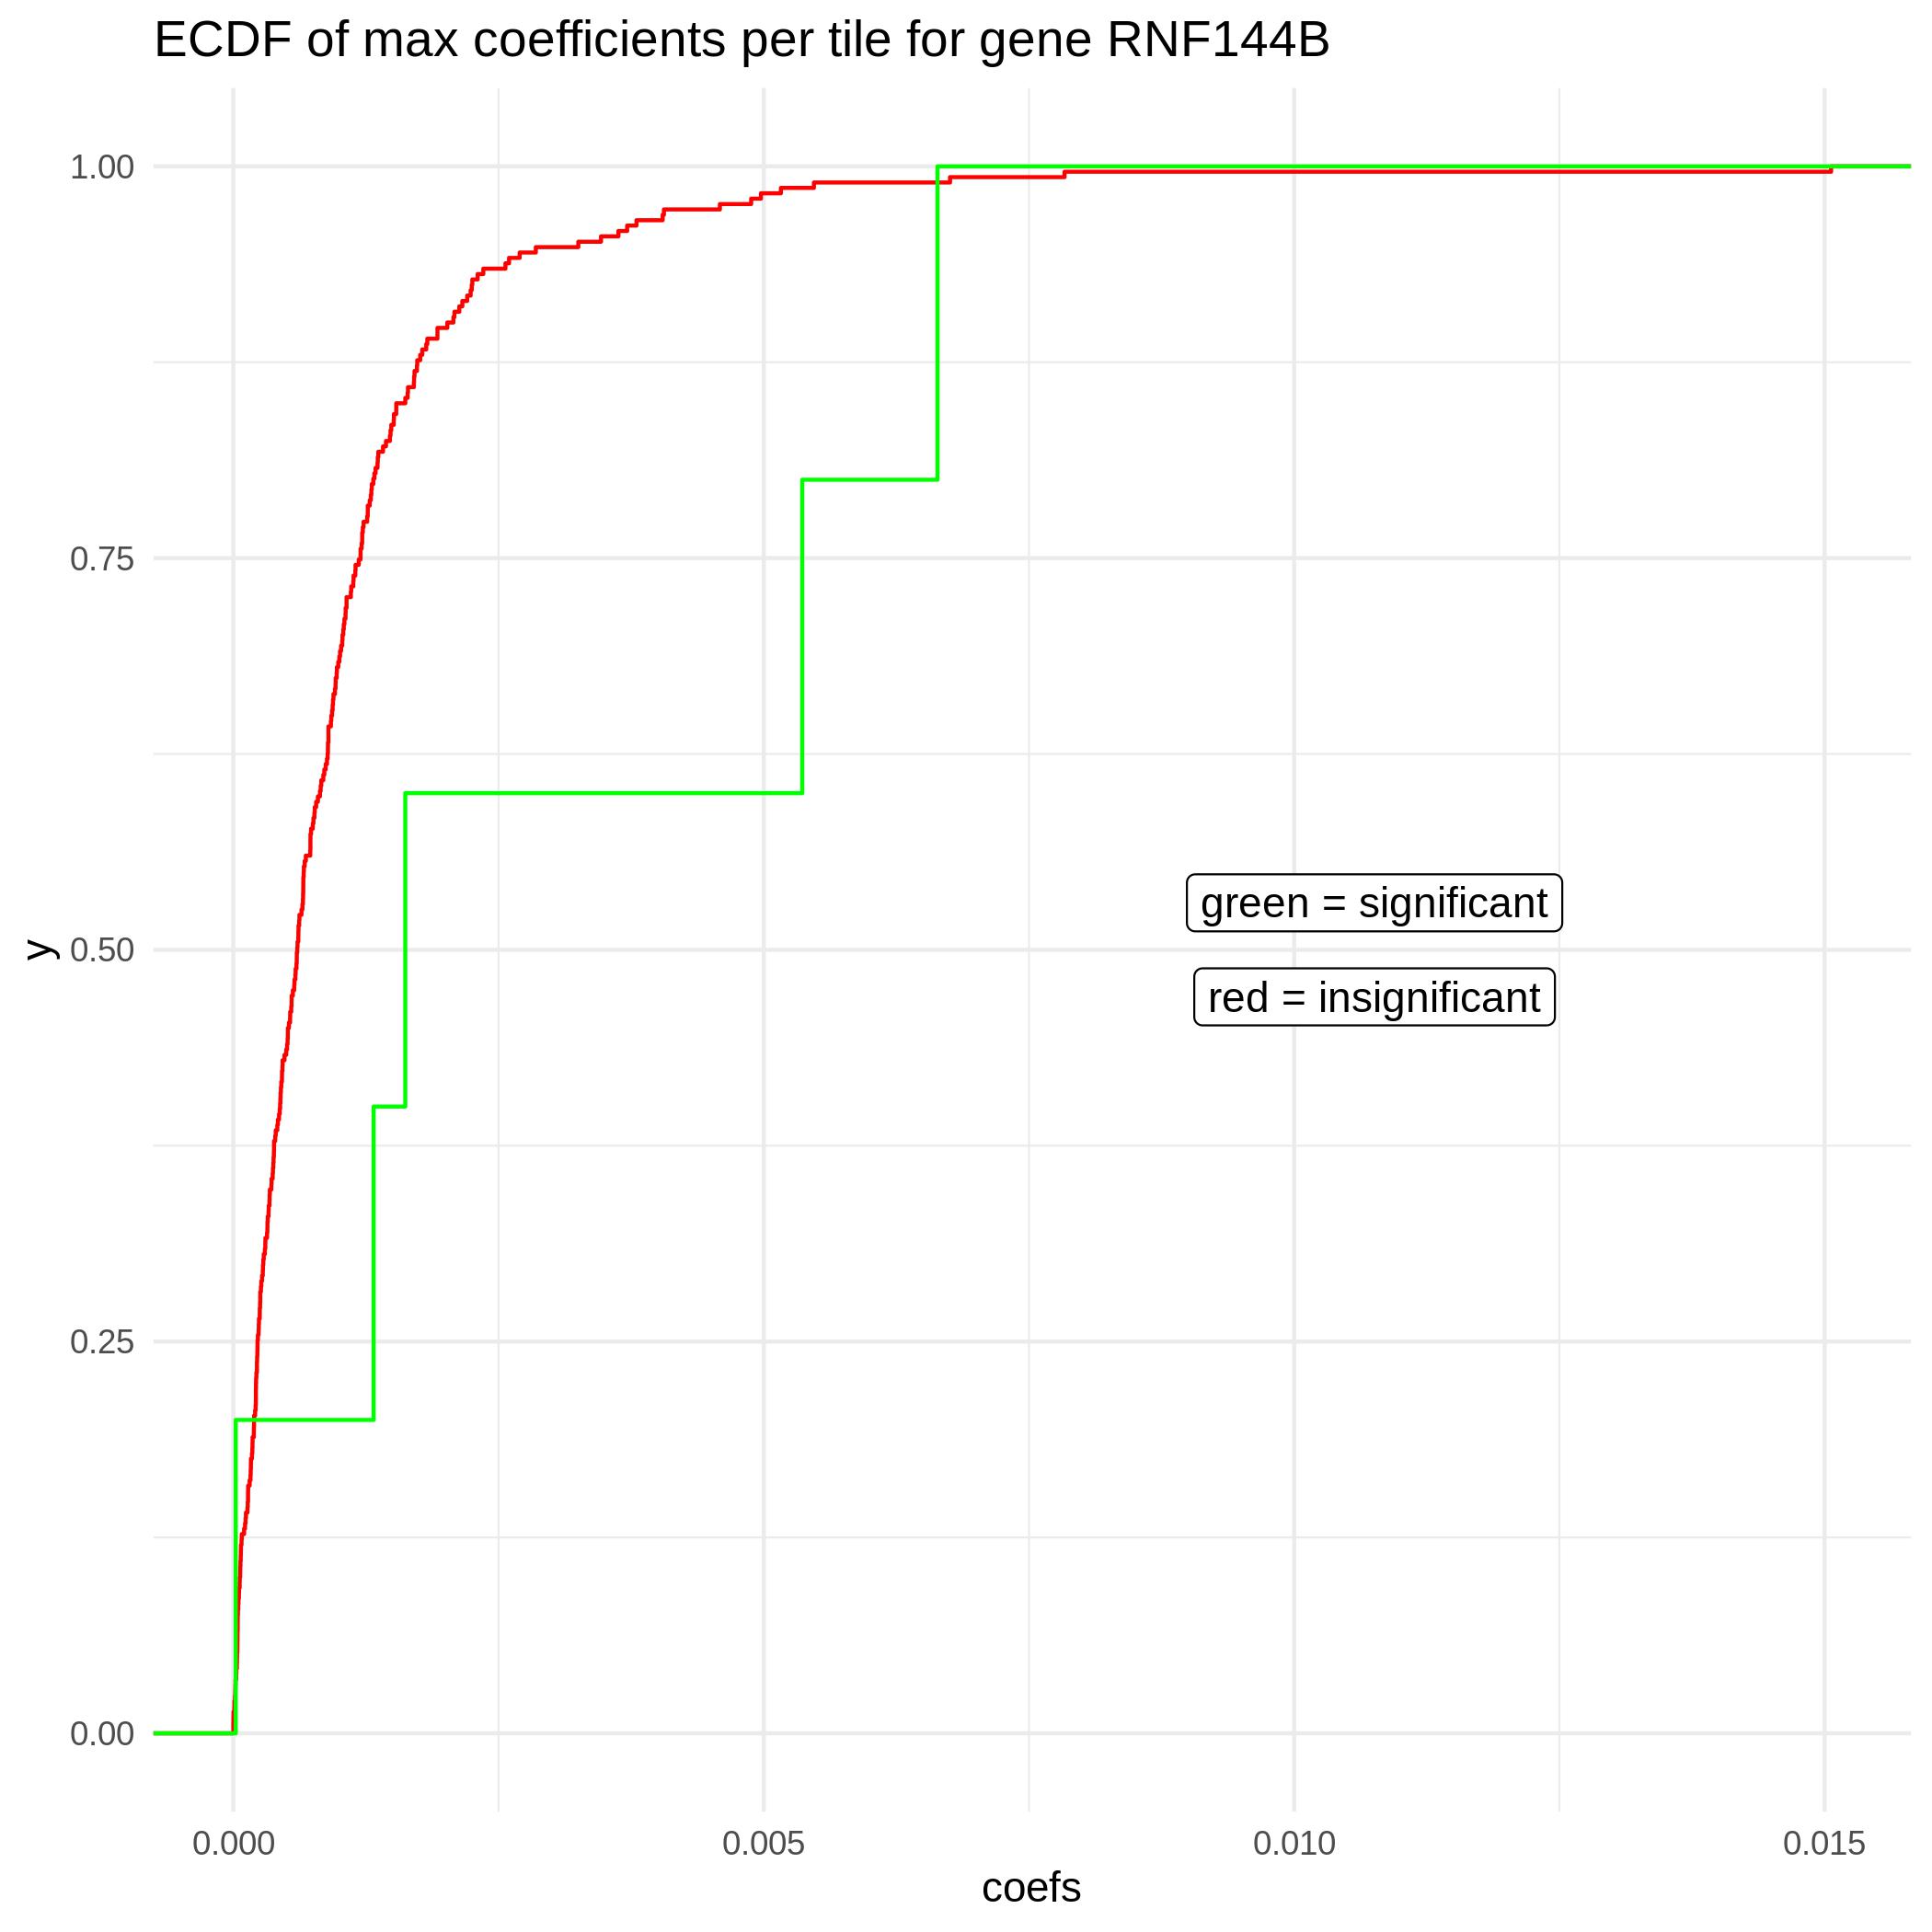 ECDF of max coefficients per tile for gene RNF144B
1.00
0.75
0.50
0.25
0.00
y
green = significant
red = insignificant
0.000 0.005 0.010 0.015
coefs